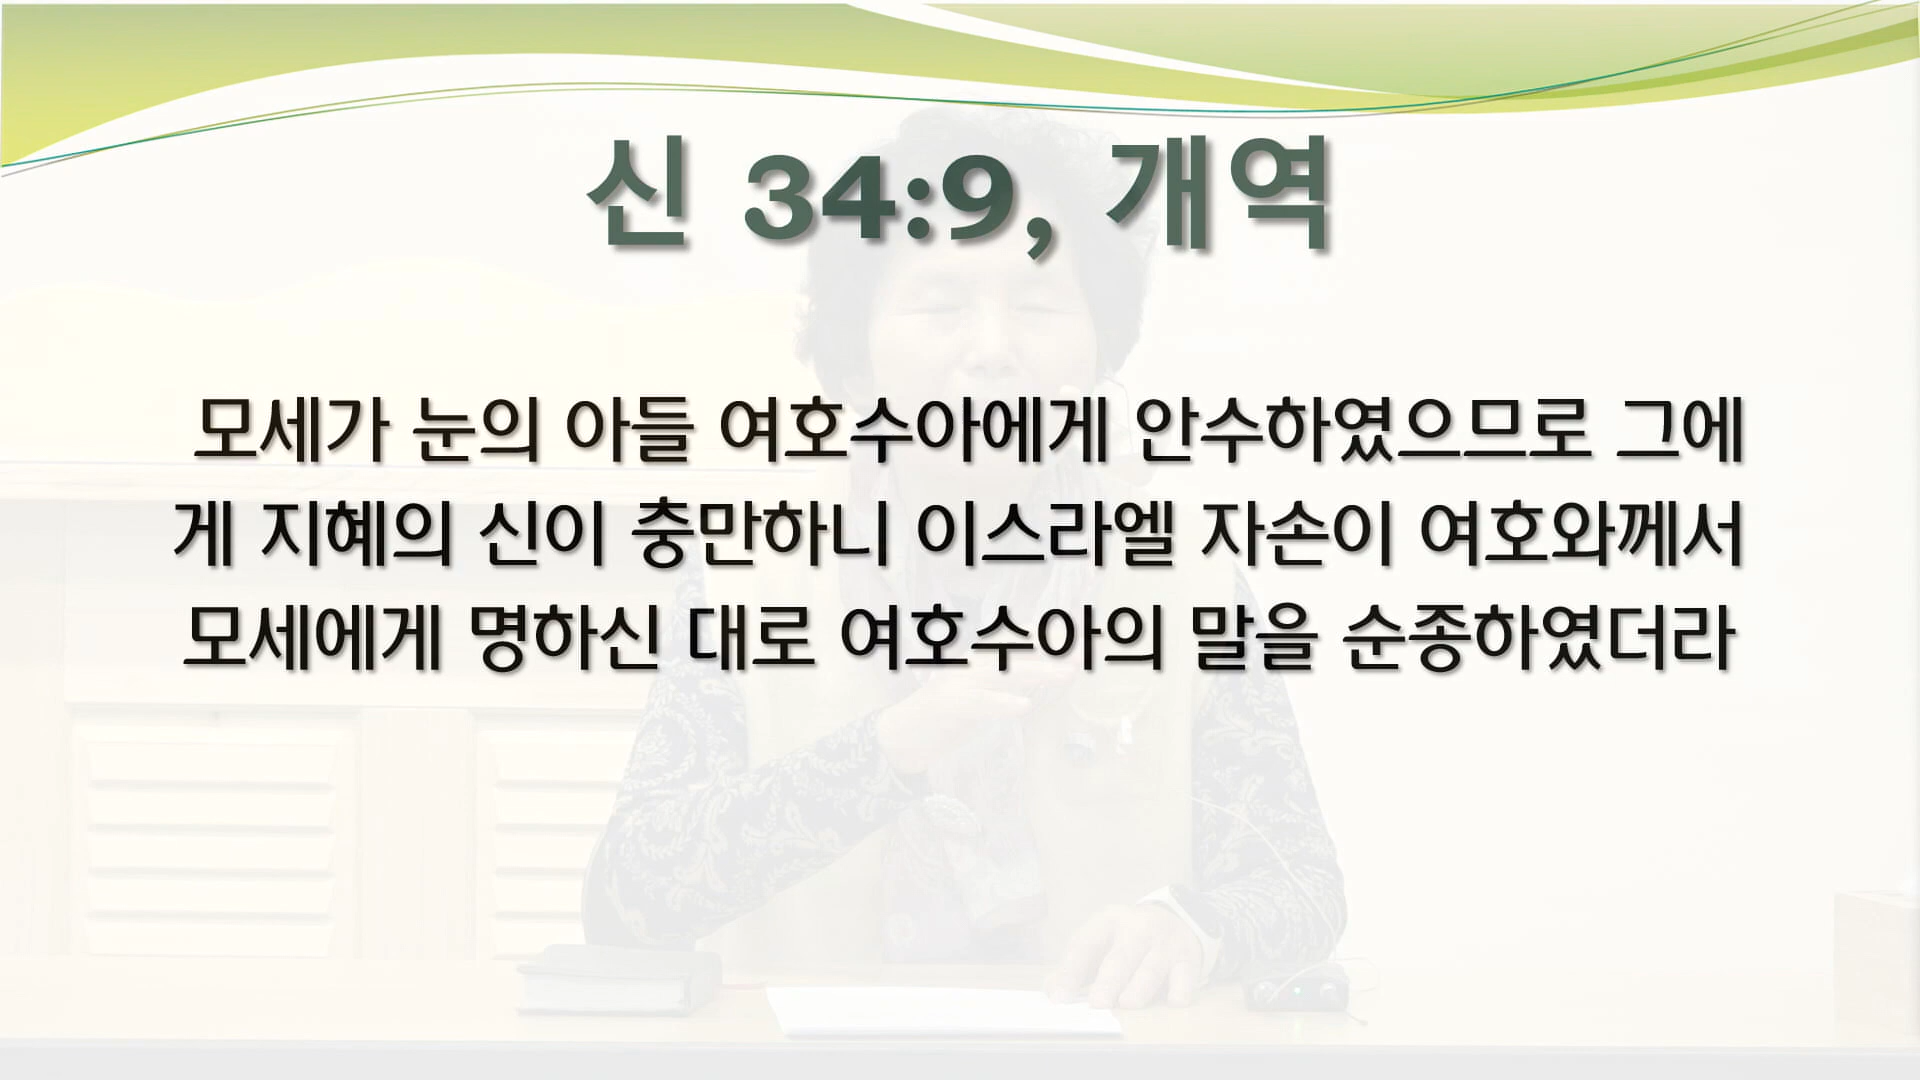 신 34:9, 개역
모세가 눈의 아들 여호수아에게 안수하였으므로 그에
게 지혜의 신이 충만하니 이스라엘 자손이 여호와께서
모세에게 명하신 대로 여호수아의 말을 순종하였더라